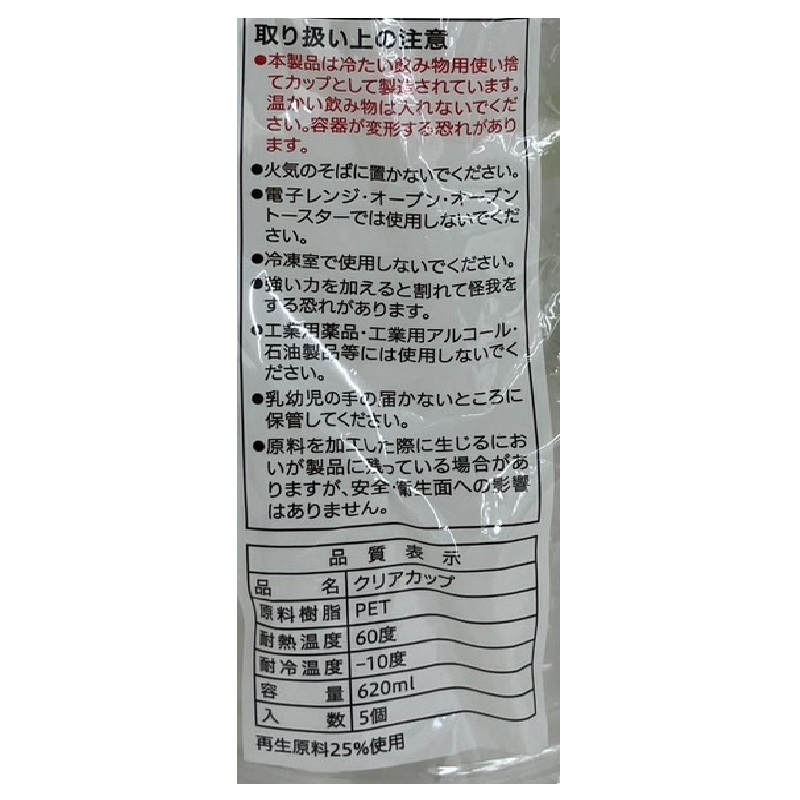 取り扱い上の注意
●本製品は冷たい飲み物用使い捨
てカップとして製造されています。
温かい飲み物は入れないでくだ
さい。容器が変形する恐れがあり
ます。
●火気のそばに置かないでください。
●電子レンジ・オーブン・オーブン
トースターでは使用しないでくだ
さい。
●冷凍室で使用しないでください。
●強い力を加えると割れて怪我を
する恐れがあります。
●工業用薬品・工業用アルコール・
石油製品等には使用しないでく
ださい。
●乳幼児の手の届かないところに
保管してください。
●原料を加工した際に生じるにお
いが製品に残っている場合があ
りますが、安全・衛生面への影響
はありません。
品質表示
品名 クリアカップ
原料樹脂 PET
耐熱温度 60度
耐冷温度 -10度
容量 620ml
入数 5個
再生原料25%使用